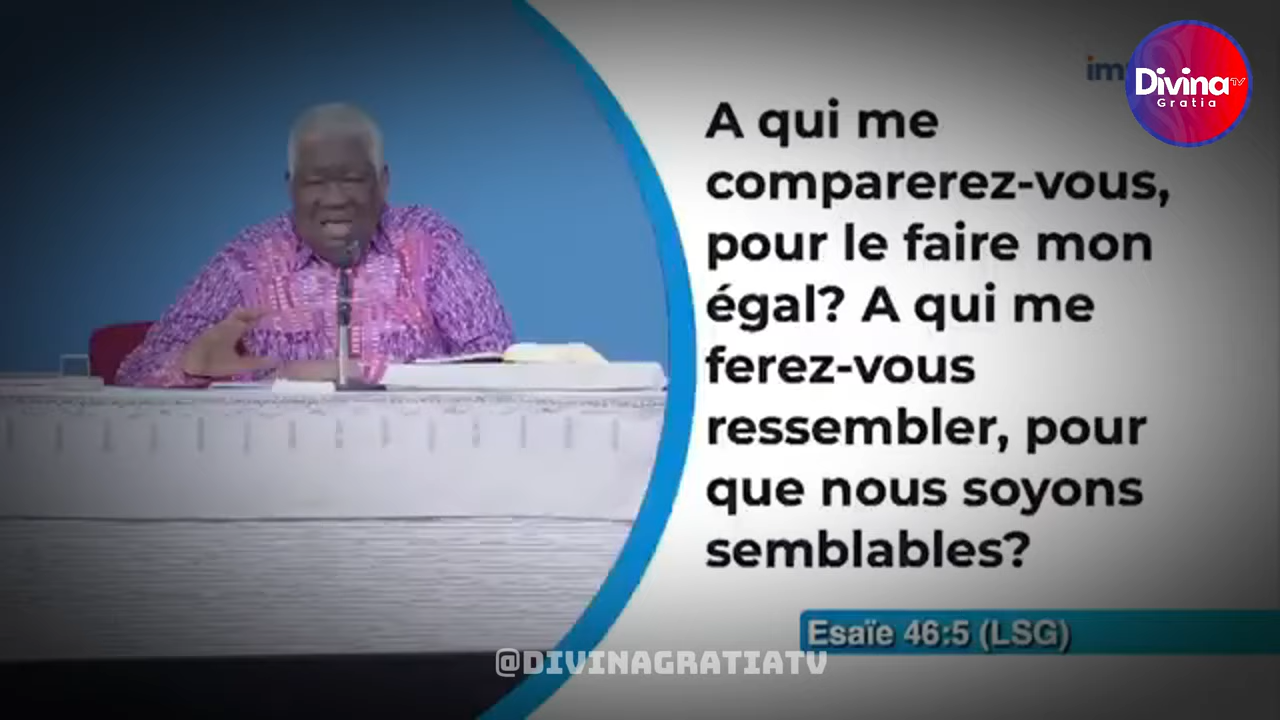 Divina TV
Gratia
A qui me
comparerez-vous,
pour le faire mon
égal? A qui me
ferez-vous
ressembler, pour
que nous soyons
semblables?
Esaïe 46:5 (LSG)
@DIVINAGRATIATV